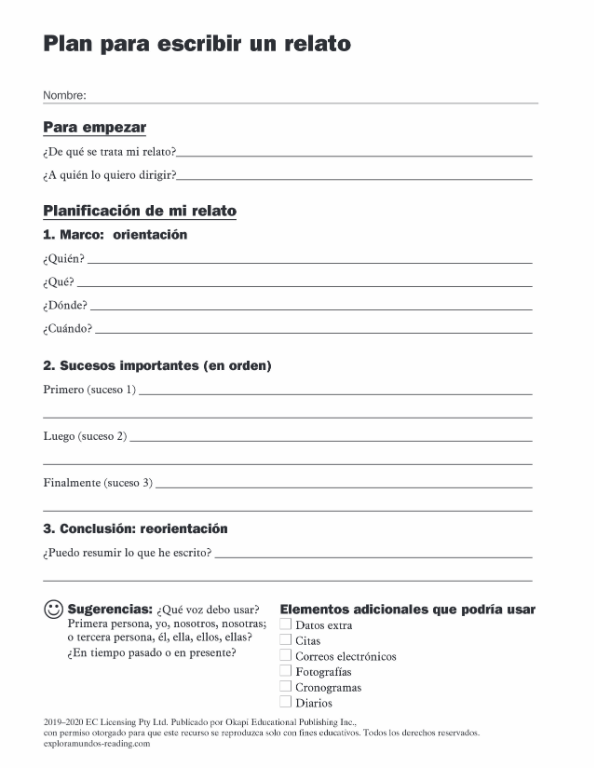 Plan para escribir un relato
Nombre:
Para empezar
¿De qué se trata mi relato?
¿A quién lo quiero dirigir?
Planificación de mi relato
1. Marco: orientación
¿Quién?
¿Qué?
¿Dónde?
¿Cuándo?
2. Sucesos importantes (en orden)
Primero (suceso 1)
Luego (suceso 2)
Finalmente (suceso 3)
3. Conclusión: reorientación
¿Puedo resumir lo que he escrito?
Sugerencias: ¿Qué voz debo usar?
Primera persona, yo, nosotros, nosotras;
o tercera persona, él, ella, ellos, ellas?
¿En tiempo pasado o en presente?
Elementos adicionales que podría usar
Datos extra
Citas
Correos electrónicos
Fotografías
Cronogramas
Diarios
2019–2020 EC Licensing Pty Ltd. Publicado por Okapi Educational Publishing Inc.,
con permiso otorgado para que este recurso se reproduzca solo con fines educativos. Todos los derechos reservados.
exploramundos-reading.com